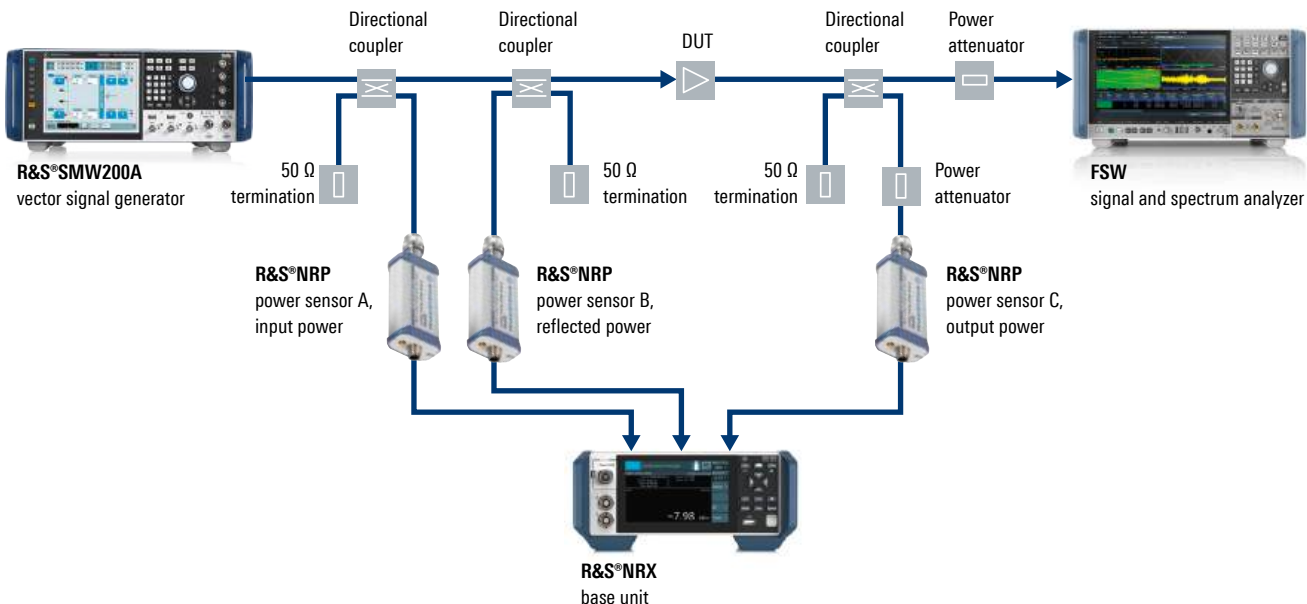 Directional
coupler
Directional
coupler
DUT
Directional
coupler
Power
attenuator
R&S®SMW200A
vector signal generator
50 Ω
termination
50 Ω
termination
50 Ω
termination
Power
attenuator
FSW
signal and spectrum analyzer
R&S®NRP
power sensor A,
input power
R&S®NRP
power sensor B,
reflected power
R&S®NRP
power sensor C,
output power
-7.98
R&S®NRX
base unit